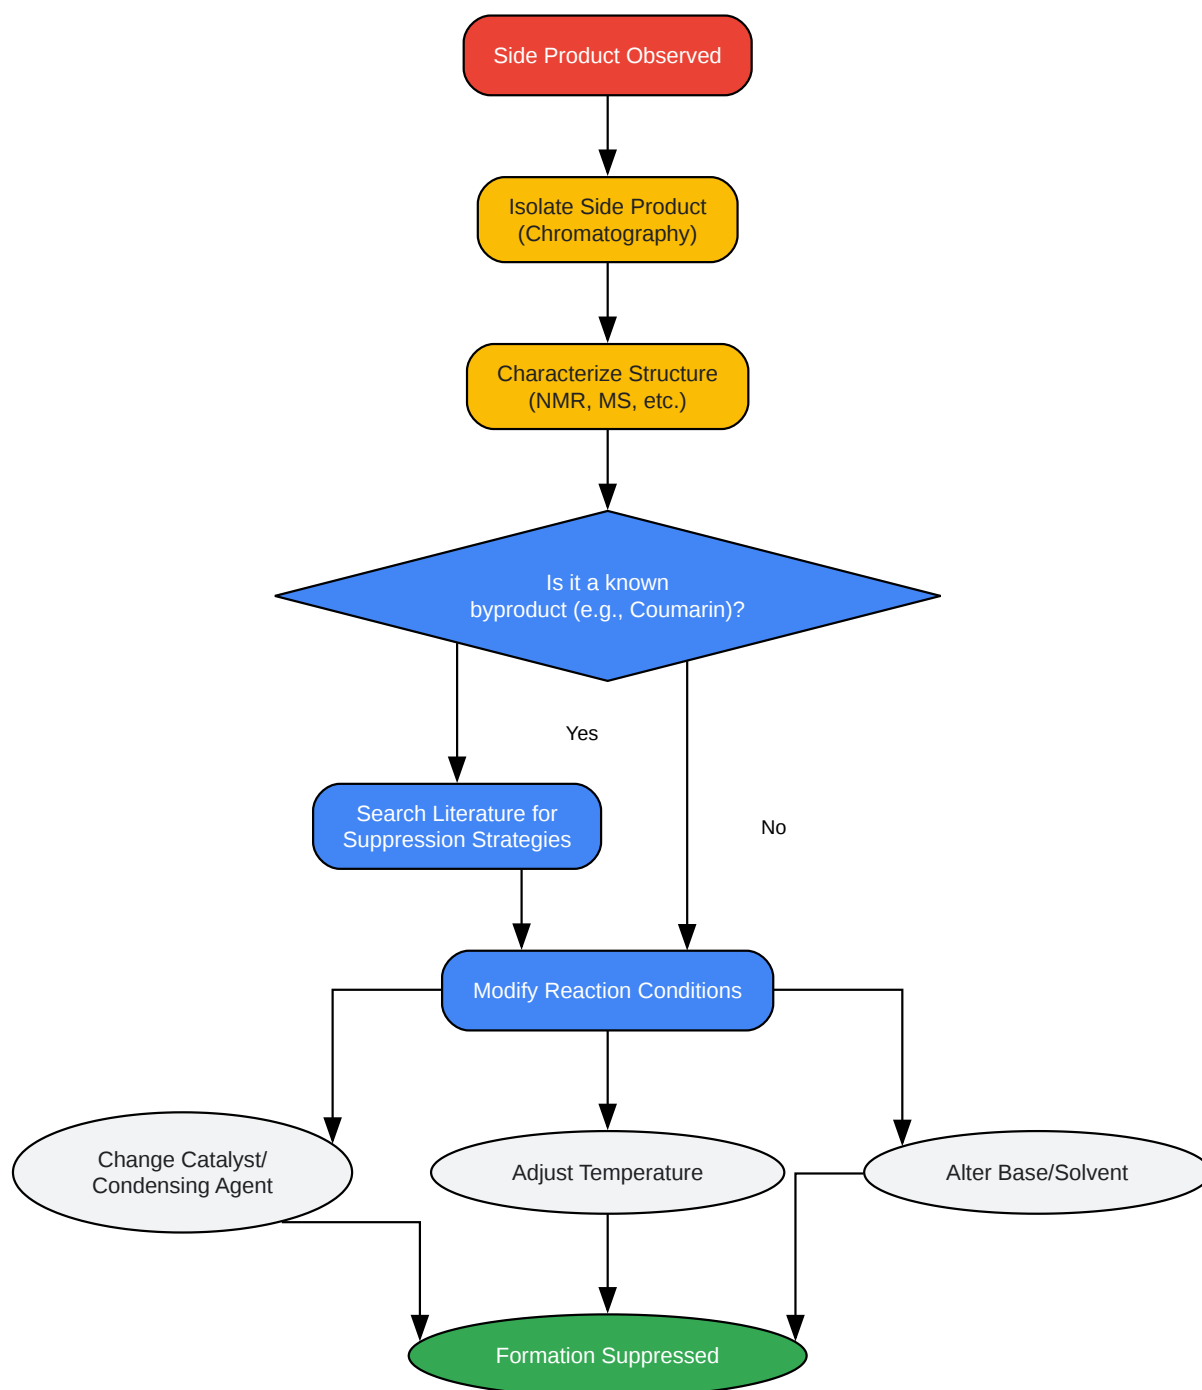 Side Product Observed
Isolate Side Product
(Chromatography)
Characterize Structure
(NMR, MS, etc.)
Is it a known
byproduct (e.g., Coumarin)?
Yes
Search Literature for
Suppression Strategies
No
Modify Reaction Conditions
Change Catalyst/
Condensing Agent
Adjust Temperature
Alter Base/Solvent
Formation Suppressed